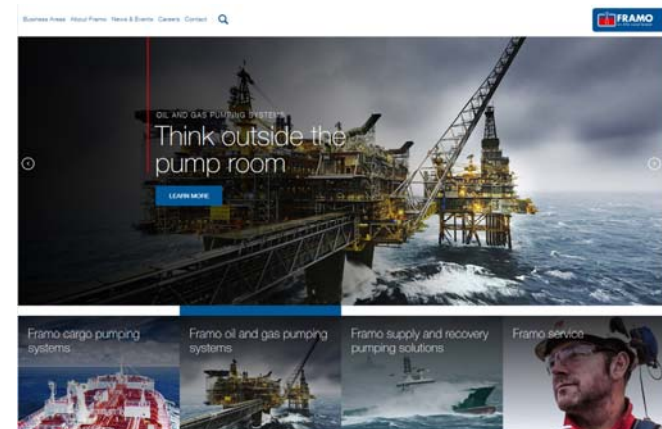 Business Areas About Framo News & Events Careers Contact
FRAMO
OIL AND GAS PUMPING SYSTEMS
Think outside the
pump room
LEARN MORE
Framo cargo pumping
systems
Framo oil and gas pumping
systems
Framo supply and recovery
pumping solutions
Framo service